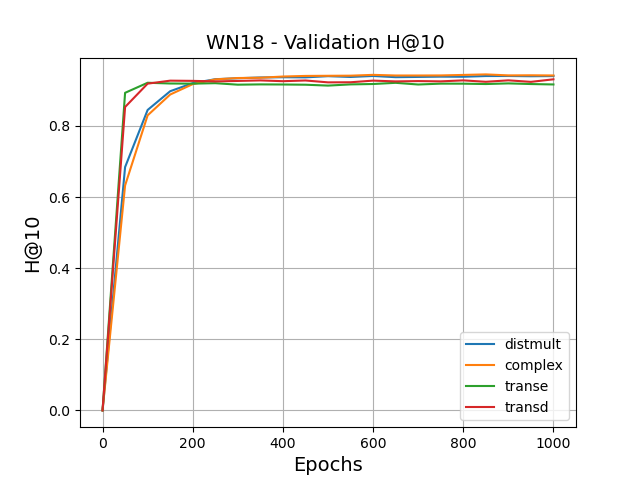 WN18 - Validation H@10
H@10
0.8
0.6
0.4
0.2
0.0
0 200 400 600 800 1000
Epochs
distmult
complex
transe
transd